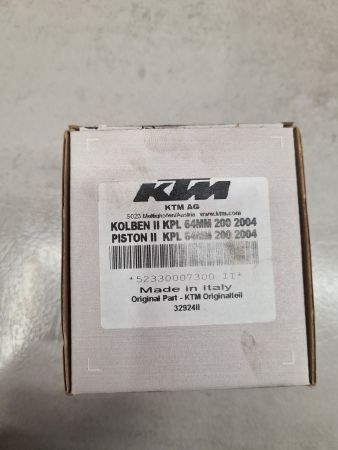 KTM
KTM AG
5023 Mattighofen/Austria www.ktm.com
KOLBEN II KPL 64MM 200 2004
PISTON II KPL 64MM 200 2004
*52330007300 II*
Made in Italy
Original Part - KTM Originalteil
32924II